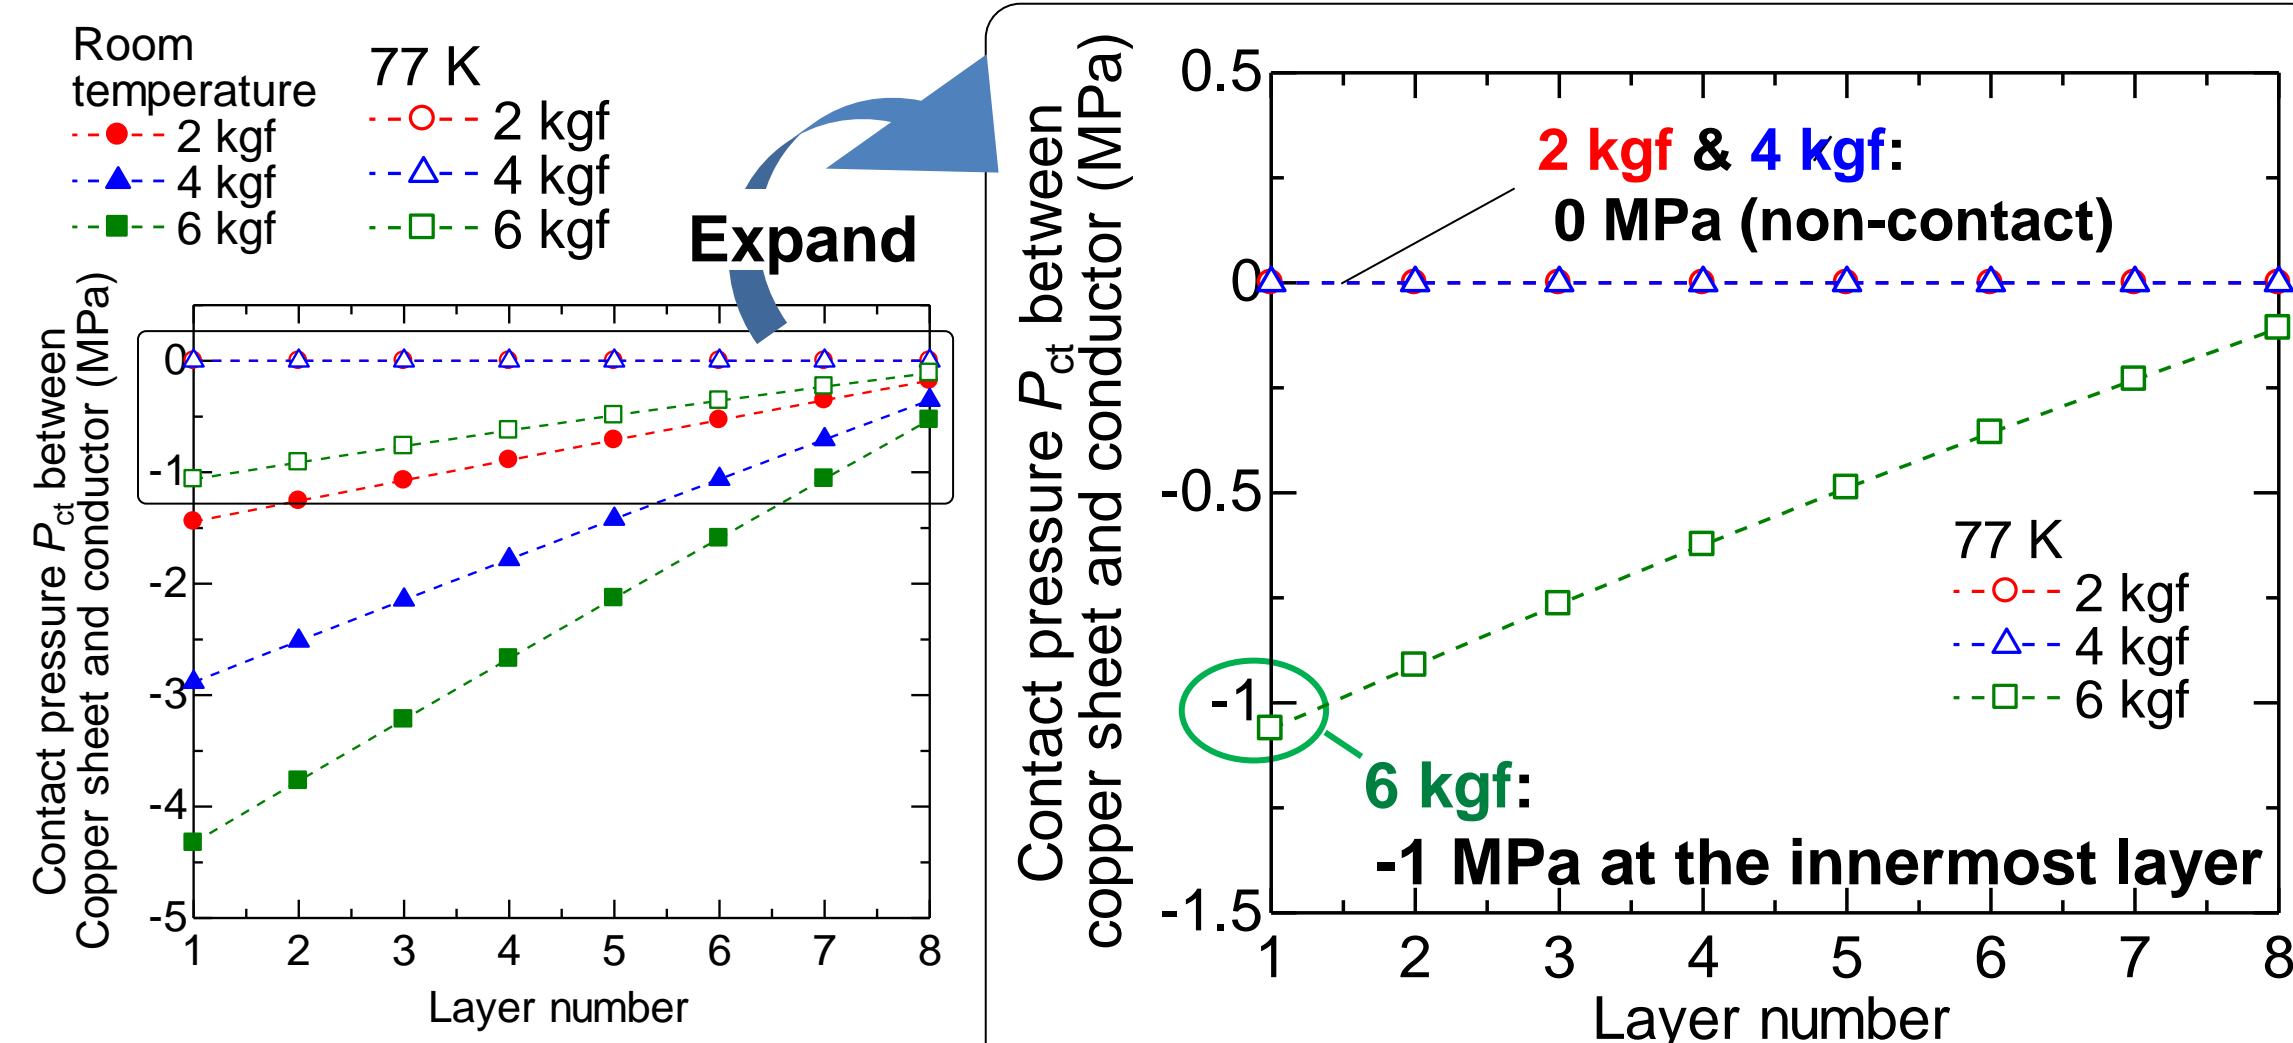 Room
temperature
2 kgf
4 kgf
6 kgf
77 K
2 kgf
4 kgf
6 kgf
Expand
Contact pressure Pct between
Copper sheet and conductor (MPa)
0
-1
-2
-3
-4
-5
1 2 3 4 5 6 7 8
Layer number
Contact pressure Pct between
copper sheet and conductor (MPa)
0.5
0
-0.5
-1
-1.5
2 kgf & 4 kgf:
0 MPa (non-contact)
77 K
2 kgf
4 kgf
6 kgf
6 kgf:
-1 MPa at the innermost layer
1 2 3 4 5 6 7 8
Layer number